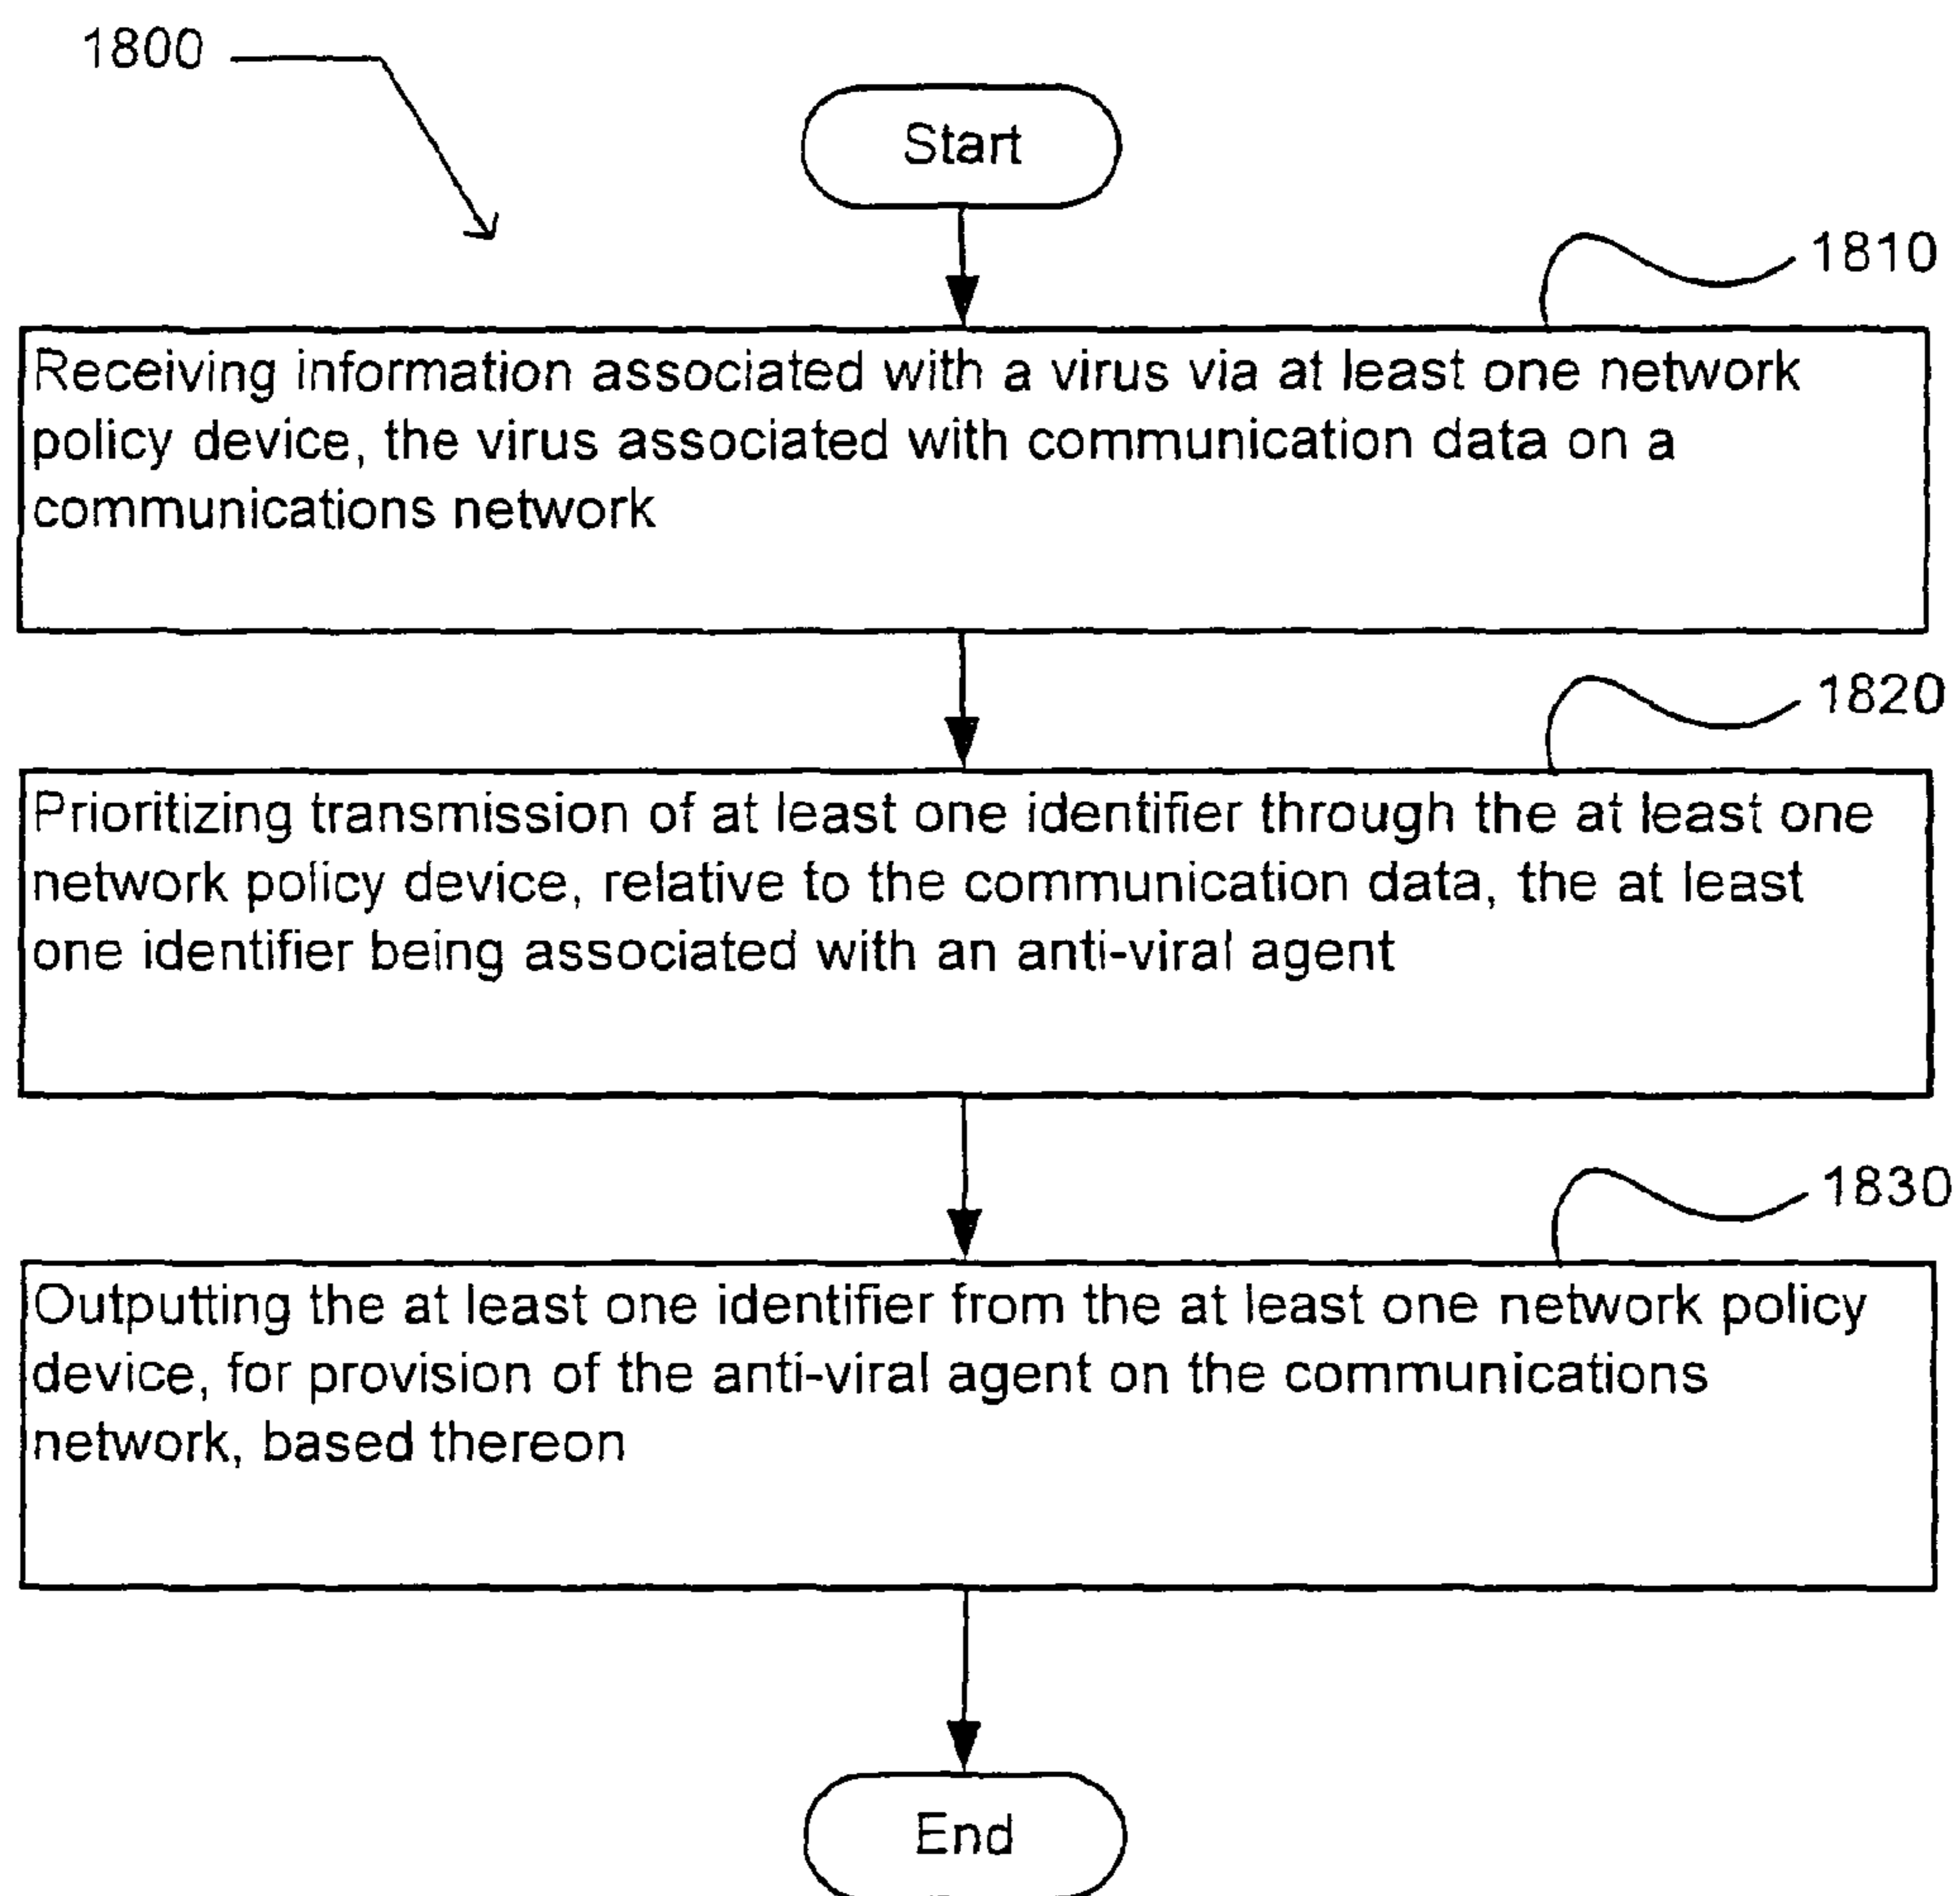 1800
Start
1810
Receiving information associated with a virus via at least one network
policy device, the virus associated with communication data on a
communications network
1820
Prioritizing transmission of at least one identifier through the at least one
network policy device, relative to the communication data, the at least
one identifier being associated with an anti-viral agent
1830
Outputting the at least one identifier from the at least one network policy
device, for provision of the anti-viral agent on the communications
network, based thereon
End